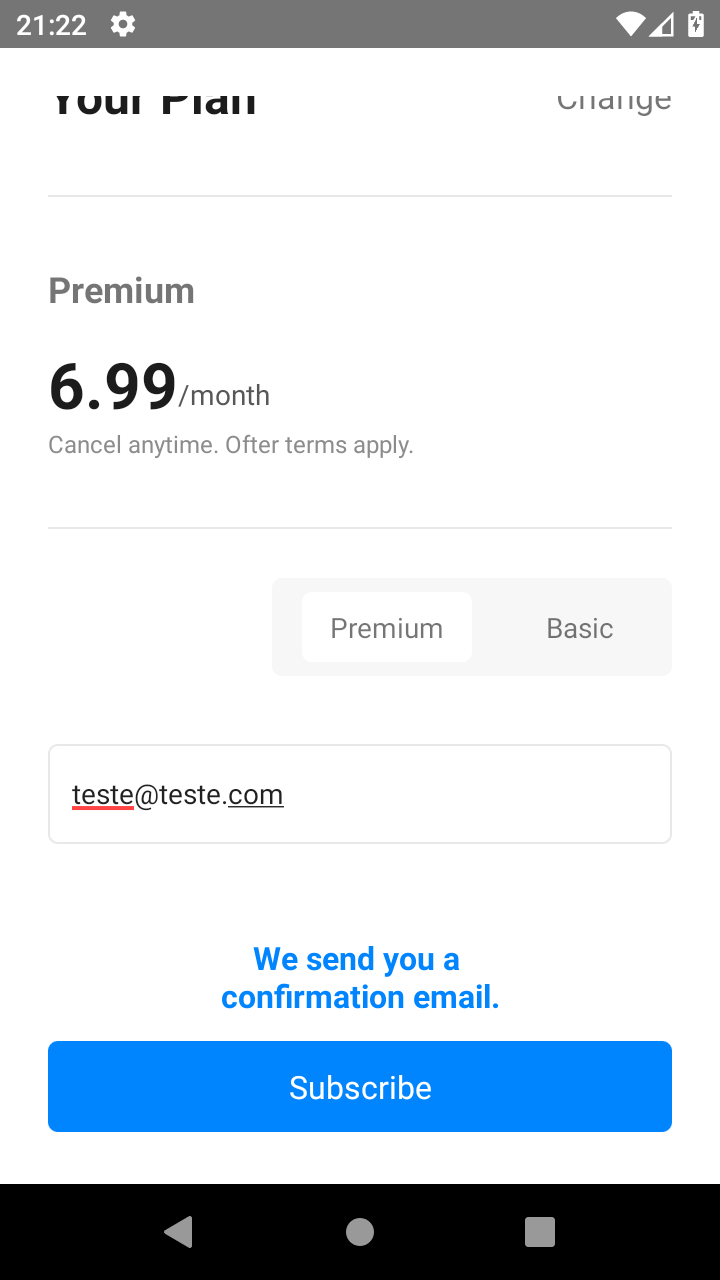 21:22
Your Plan
Change
Premium
6.99/month
Cancel anytime. Ofter terms apply.
Premium
Basic
teste@teste.com
We send you a
confirmation email.
Subscribe